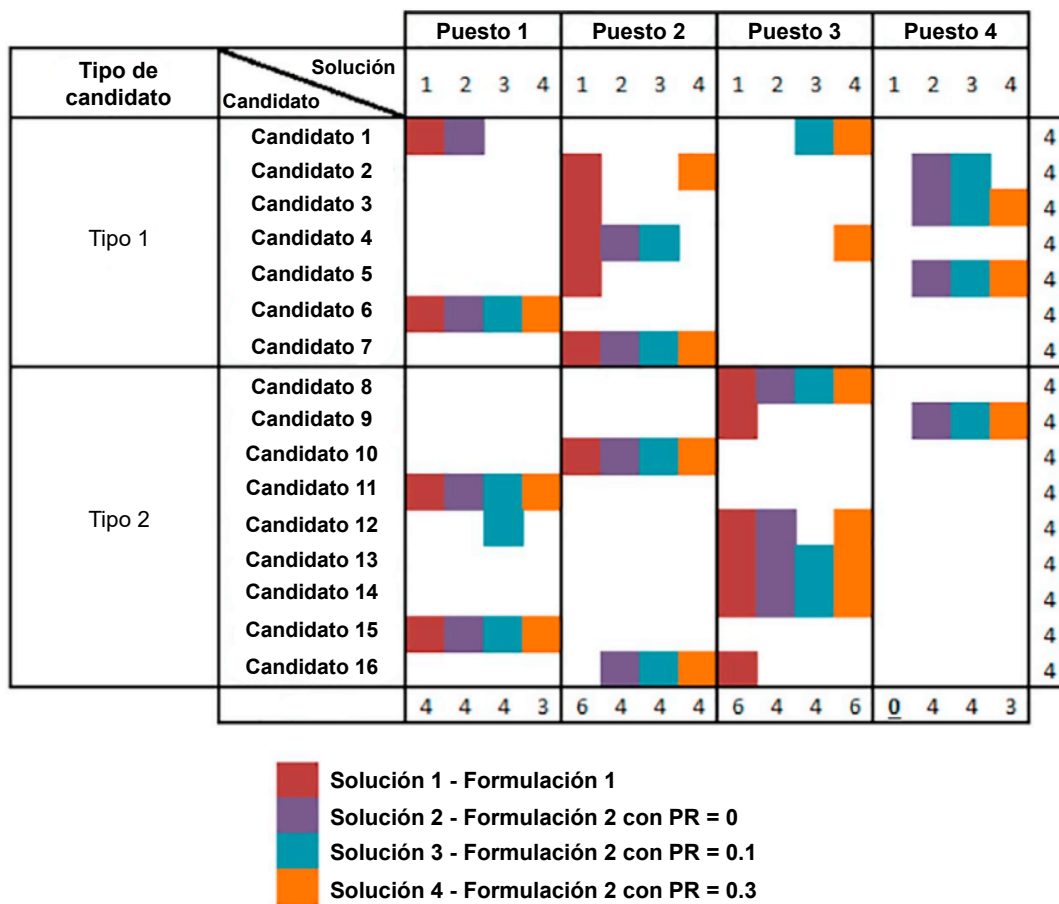 Puesto 1 Puesto 2 Puesto 3 Puesto 4
Tipo de candidato Solución Candidato 1 2 3 4 1 2 3 4 1 2 3 4 1 2 3 4
Candidato 1 4
Candidato 2 4
Candidato 3 4
Tipo 1 Candidato 4 4
Candidato 5 4
Candidato 6 4
Candidato 7 4
Candidato 8 4
Candidato 9 4
Candidato 10 4
Candidato 11 4
Tipo 2 Candidato 12 4
Candidato 13 4
Candidato 14 4
Candidato 15 4
Candidato 16 4
4 4 4 3 6 4 4 4 6 4 4 6 0 4 4 3
Solución 1 - Formulación 1
Solución 2 - Formulación 2 con PR = 0
Solución 3 - Formulación 2 con PR = 0.1
Solución 4 - Formulación 2 con PR = 0.3